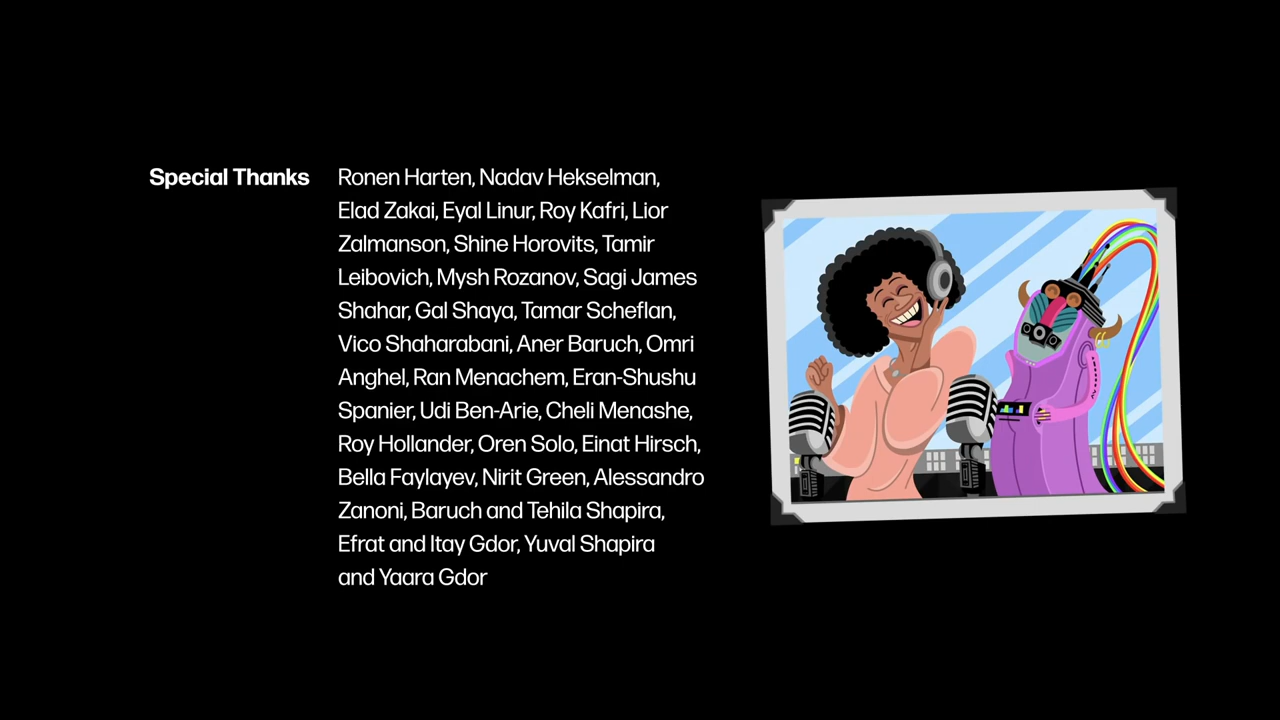 Special Thanks
Ronen Harten, Nadav Hekselman,
Elad Zakai, Eyal Linur, Roy Kafri, Lior
Zalmanson, Shine Horovits, Tamir
Leibovich, Mysh Rozanov, Sagi James
Shahar, Gal Shaya, Tamar Scheflan,
Vico Shaharabani, Aner Baruch, Omri
Anghel, Ran Menachem, Eran-Shushu
Spanier, Udi Ben-Arie, Cheli Menashe,
Roy Hollander, Oren Solo, Einat Hirsch,
Bella Faylayev, Nirit Green, Alessandro
Zanoni, Baruch and Tehila Shapira,
Efrat and Itay Gdor, Yuval Shapira
and Yaara Gdor